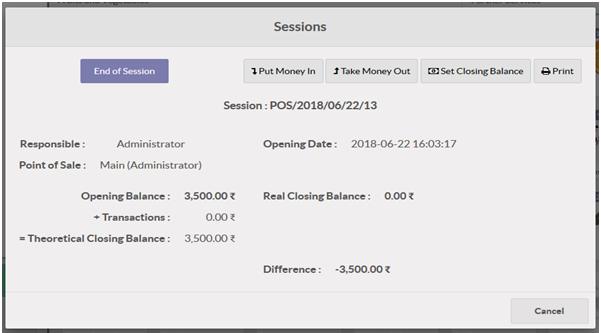 Sessions
End of Session
Put Money In
Take Money Out
Set Closing Balance
Print
Session : POS/2018/06/22/13
Responsible : Administrator
Opening Date : 2018-06-22 16:03:17
Point of Sale : Main (Administrator)
Opening Balance : 3,500.00 ₹
Real Closing Balance : 0.00 ₹
+ Transactions : 0.00 ₹
= Theoretical Closing Balance : 3,500.00 ₹
Difference : -3,500.00 ₹
Cancel